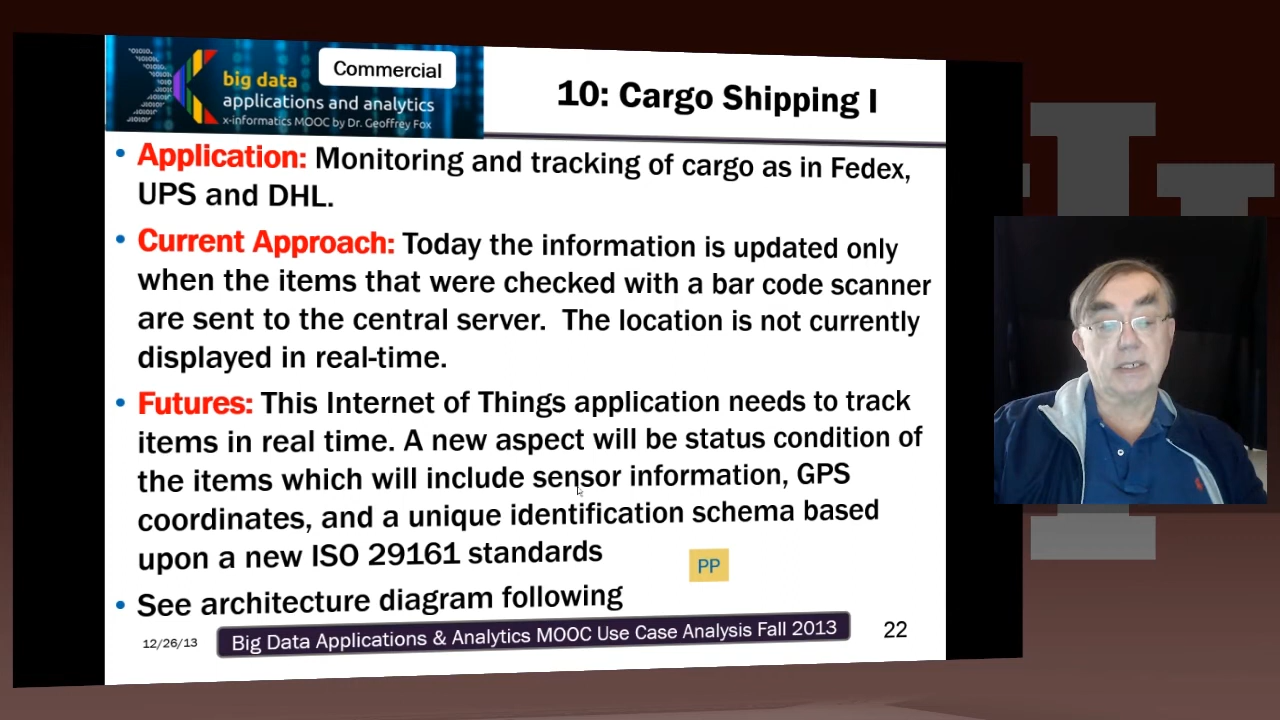 Commercial
big data
applications and analytics
x-informatics MOOC by Dr. Geoffrey Fox
10: Cargo Shipping I
• Application: Monitoring and tracking of cargo as in Fedex,
UPS and DHL.
• Current Approach: Today the information is updated only
when the items that were checked with a bar code scanner
are sent to the central server. The location is not currently
displayed in real-time.
• Futures: This Internet of Things application needs to track
items in real time. A new aspect will be status condition of
the items which will include sensor information, GPS
coordinates, and a unique identification schema based
upon a new ISO 29161 standards
PP
• See architecture diagram following
12/26/13
Big Data Applications & Analytics MOOC Use Case Analysis Fall 2013
22